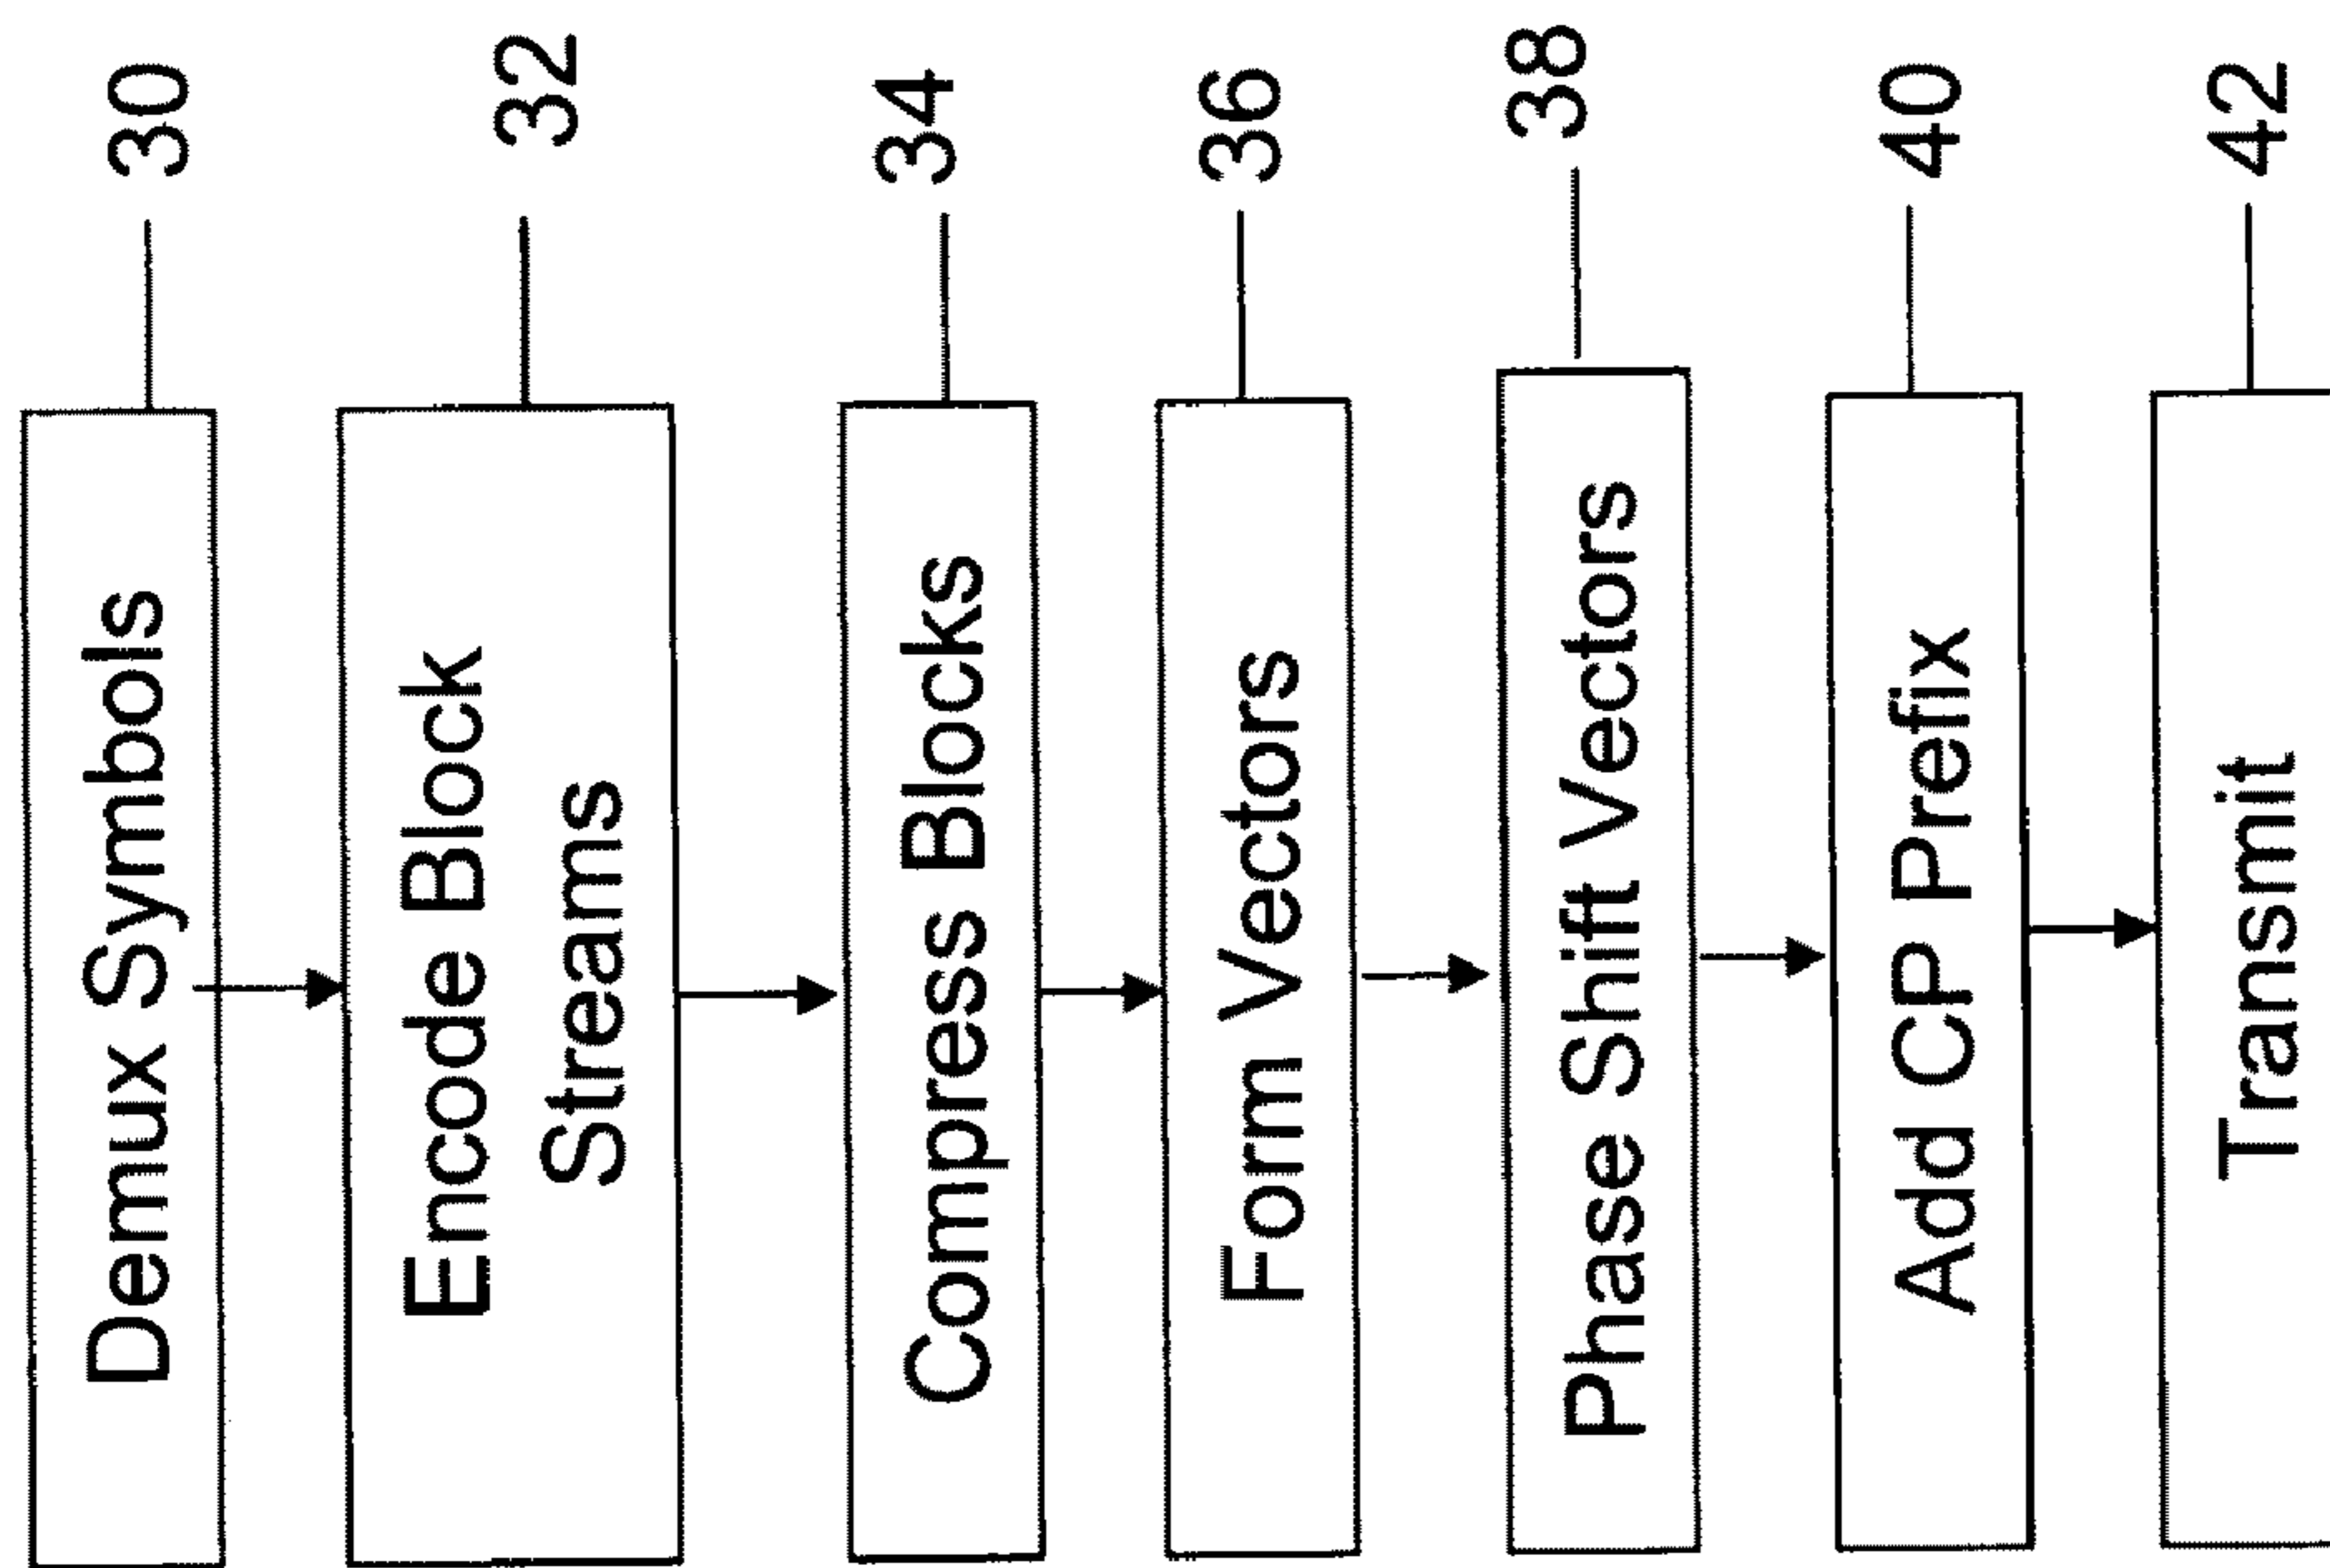 Demux Symbols
30
Encode Block
Streams
32
Compress Blocks
34
Form Vectors
36
Phase Shift Vectors
38
Add CP Prefix
40
Transmit
42